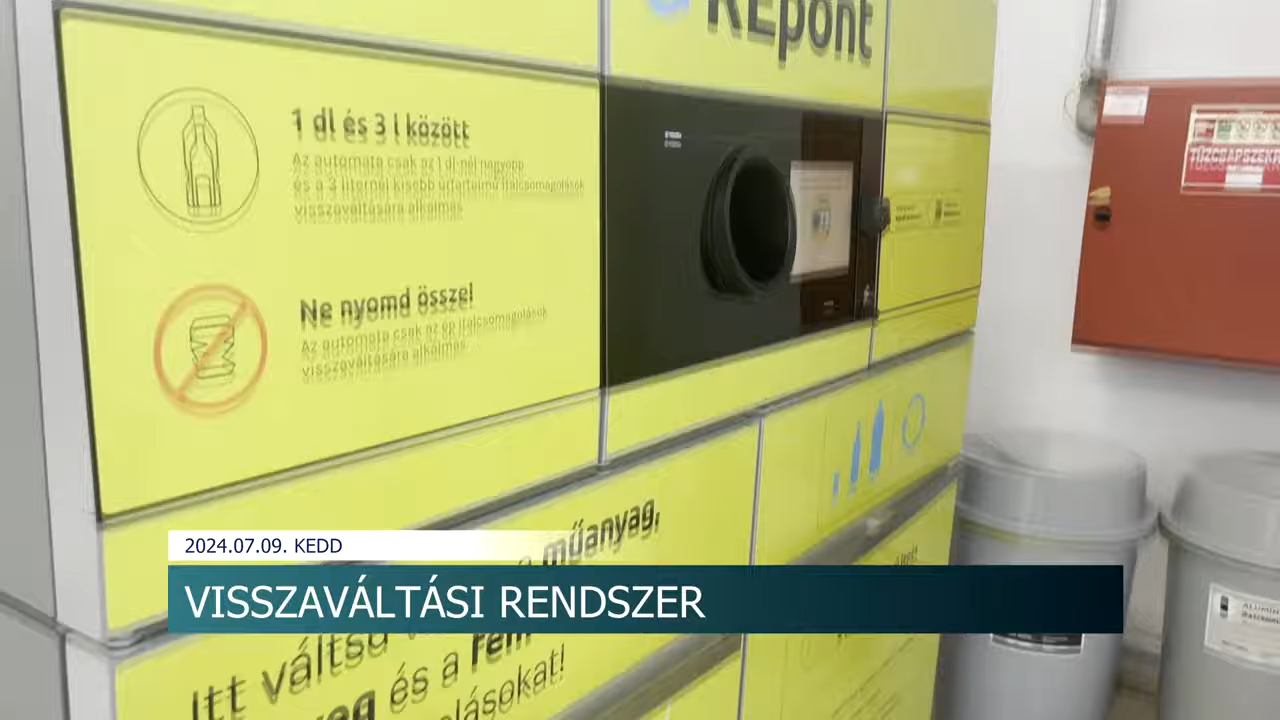 REpont
1 dl és 3 l között
Az automata csak az 1 dl-nél nagyobb
és a 3 liternél kisebb űrtartalmú italcsomagolások
visszaváltására alkalmas.
Ne nyomd össze!
Az automata csak az ép italcsomagolások
visszaváltására alkalmas.
TŰZCSAPSZEKR
műanyag,
2024.07.09. KEDD
VISSZAVÁLTÁSI RENDSZER
Itt váltsd
és a fém
ALUMÍN